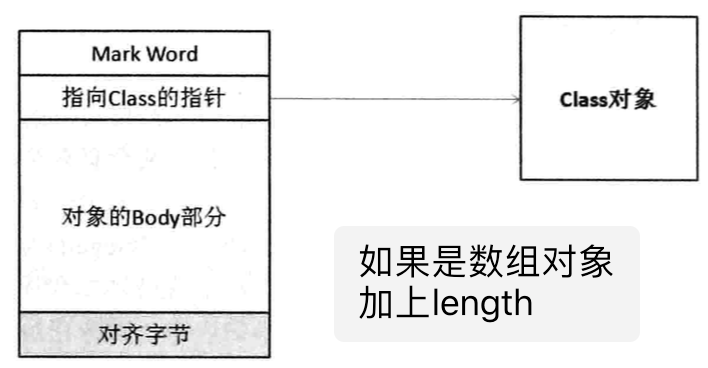 Mark Word
指向Class的指针
Class对象
对象的Body部分
如果是数组对象
加上length
对齐字节